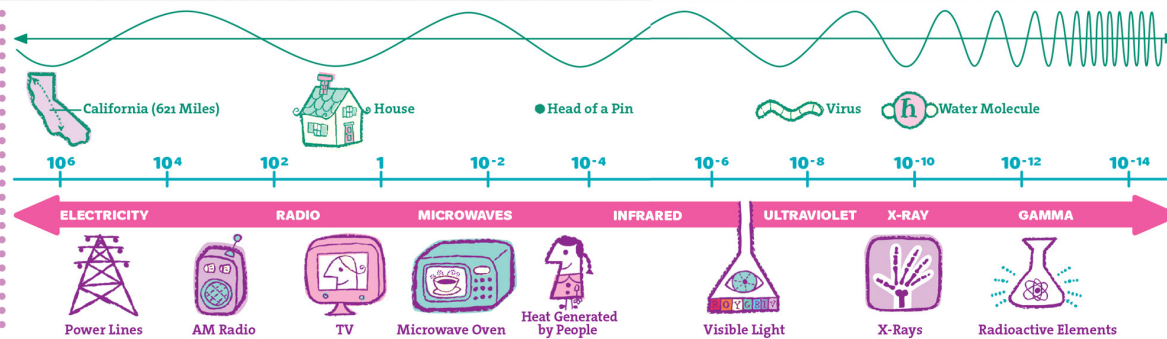 California (621 Miles)
House
Head of a Pin
Virus
ħ
Water Molecule
10⁶ 10⁴ 10² 1 10⁻² 10⁻⁴ 10⁻⁶ 10⁻⁸ 10⁻¹⁰ 10⁻¹² 10⁻¹⁴
ELECTRICITY RADIO MICROWAVES INFRARED ULTRAVIOLET X-RAY GAMMA
ROYGBIV
Power Lines
AM Radio
TV
Microwave Oven
Heat Generated
by People
Visible Light
X-Rays
Radioactive Elements